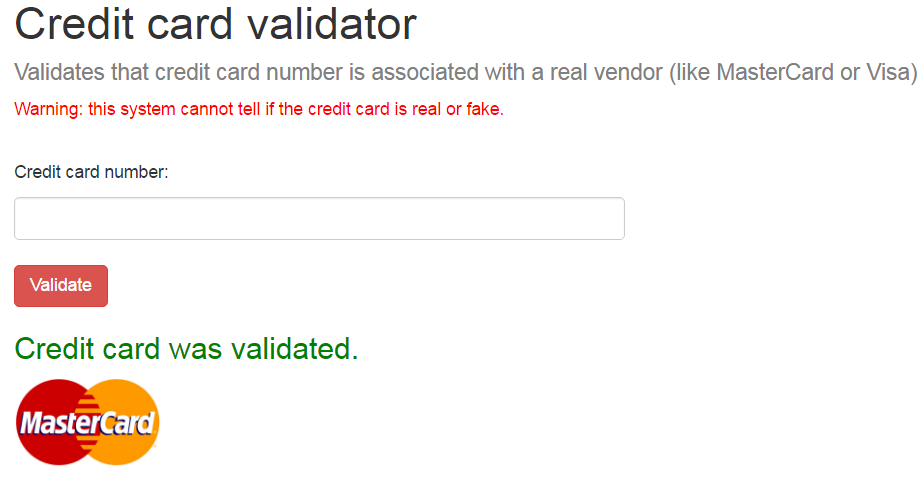 Credit card validator
Validates that credit card number is associated with a real vendor (like MasterCard or Visa)
Warning: this system cannot tell if the credit card is real or fake.
Credit card number:
Validate
Credit card was validated.
MasterCard